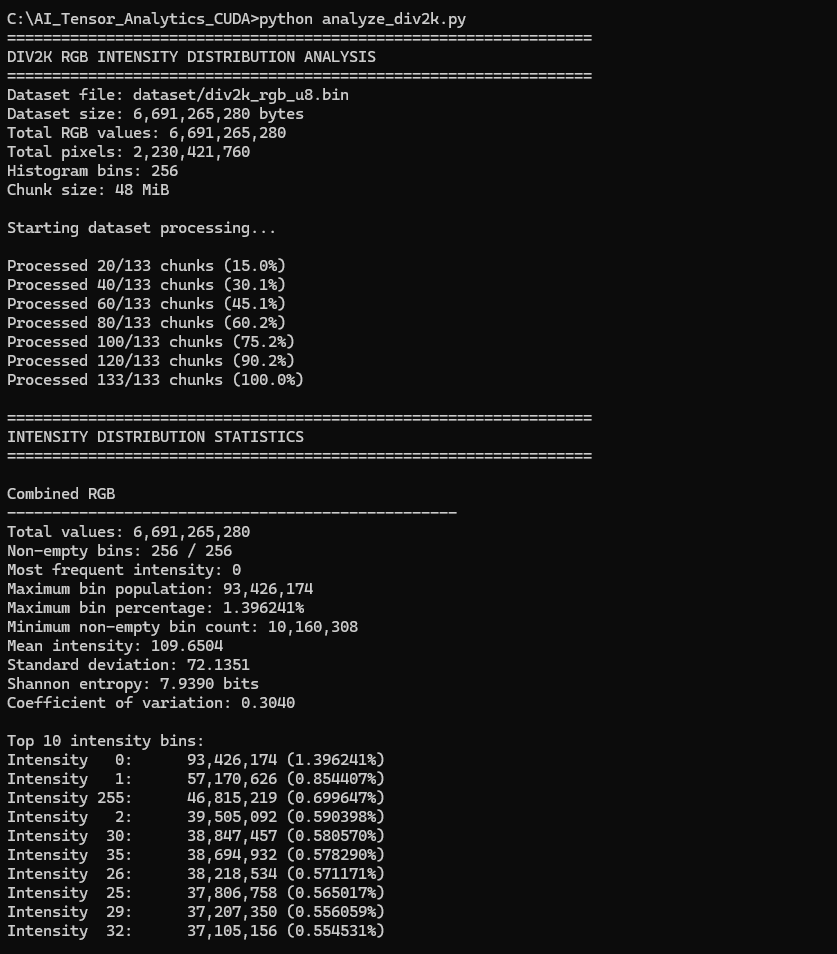 C:\AI_Tensor_Analytics_CUDA>python analyze_div2k.py
=================================================================
DIV2K RGB INTENSITY DISTRIBUTION ANALYSIS
=================================================================
Dataset file: dataset/div2k_rgb_u8.bin
Dataset size: 6,691,265,280 bytes
Total RGB values: 6,691,265,280
Total pixels: 2,230,421,760
Histogram bins: 256
Chunk size: 48 MiB

Starting dataset processing...

Processed 20/133 chunks (15.0%)
Processed 40/133 chunks (30.1%)
Processed 60/133 chunks (45.1%)
Processed 80/133 chunks (60.2%)
Processed 100/133 chunks (75.2%)
Processed 120/133 chunks (90.2%)
Processed 133/133 chunks (100.0%)

=================================================================
INTENSITY DISTRIBUTION STATISTICS
=================================================================

Combined RGB
--------------------------------------------------
Total values: 6,691,265,280
Non-empty bins: 256 / 256
Most frequent intensity: 0
Maximum bin population: 93,426,174
Maximum bin percentage: 1.396241%
Minimum non-empty bin count: 10,160,308
Mean intensity: 109.6504
Standard deviation: 72.1351
Shannon entropy: 7.9390 bits
Coefficient of variation: 0.3040

Top 10 intensity bins:
Intensity   0:      93,426,174 (1.396241%)
Intensity   1:      57,170,626 (0.854407%)
Intensity 255:      46,815,219 (0.699647%)
Intensity   2:      39,505,092 (0.590398%)
Intensity  30:      38,847,457 (0.580570%)
Intensity  35:      38,694,932 (0.578290%)
Intensity  26:      38,218,534 (0.571171%)
Intensity  25:      37,806,758 (0.565017%)
Intensity  29:      37,207,350 (0.556059%)
Intensity  32:      37,105,156 (0.554531%)